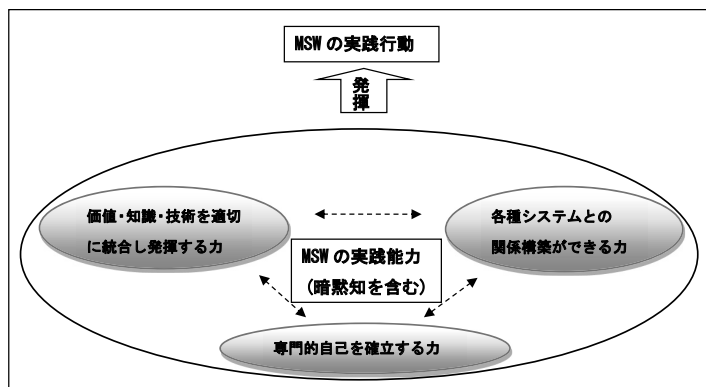 MSW の実践行動
発
揮
価値・知識・技術を適切
に統合し発揮する力
各種システムとの
関係構築ができる力
MSW の実践能力
(暗黙知を含む)
専門的自己を確立する力